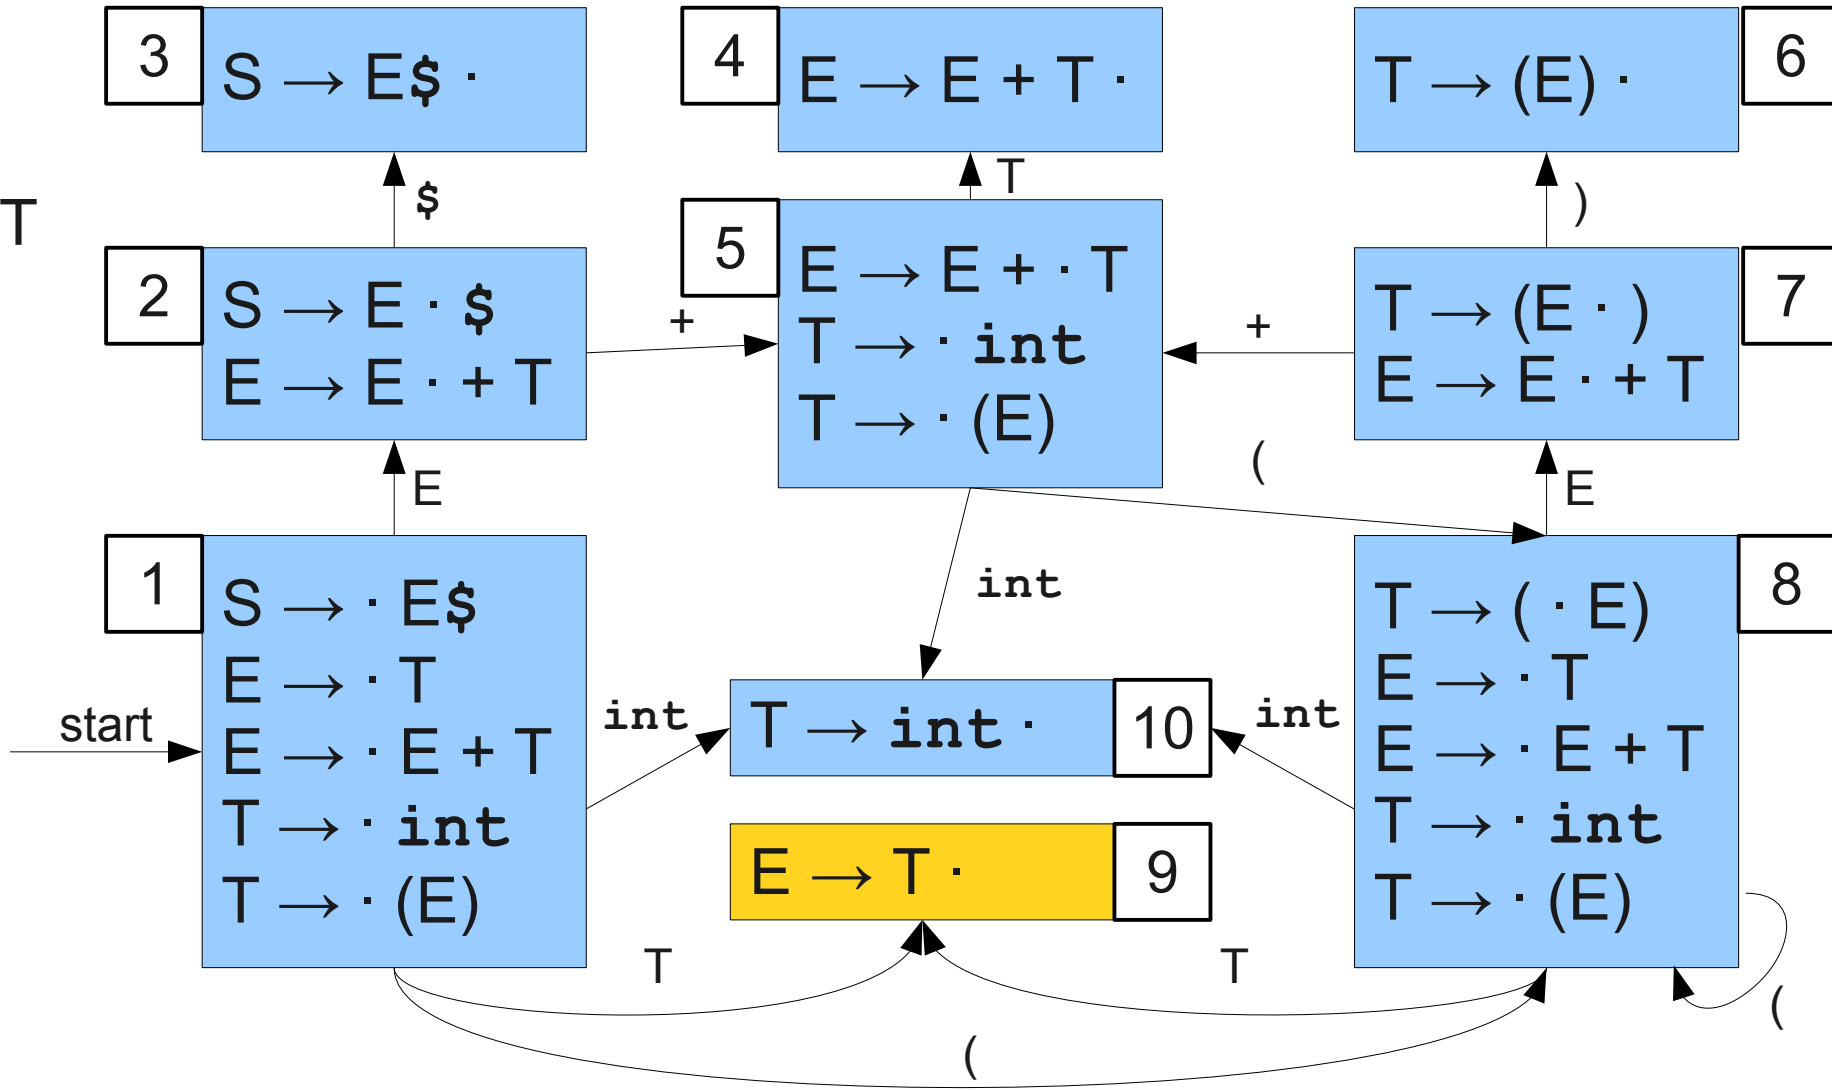 3
S → E$ ·
4
E → E + T ·
T → (E) ·
6
$
T
)
T
2
S → E · $
E → E · + T
+
5
E → E + · T
T → · int
T → · (E)
+
T → (E · )
E → E · + T
7
E
(
E
1
S → · E$
E → · T
E → · E + T
T → · int
T → · (E)
start
int
int
T → int ·
10
int
E → T ·
9
T → ( · E)
E → · T
E → · E + T
T → · int
T → · (E)
8
T
T
(
(